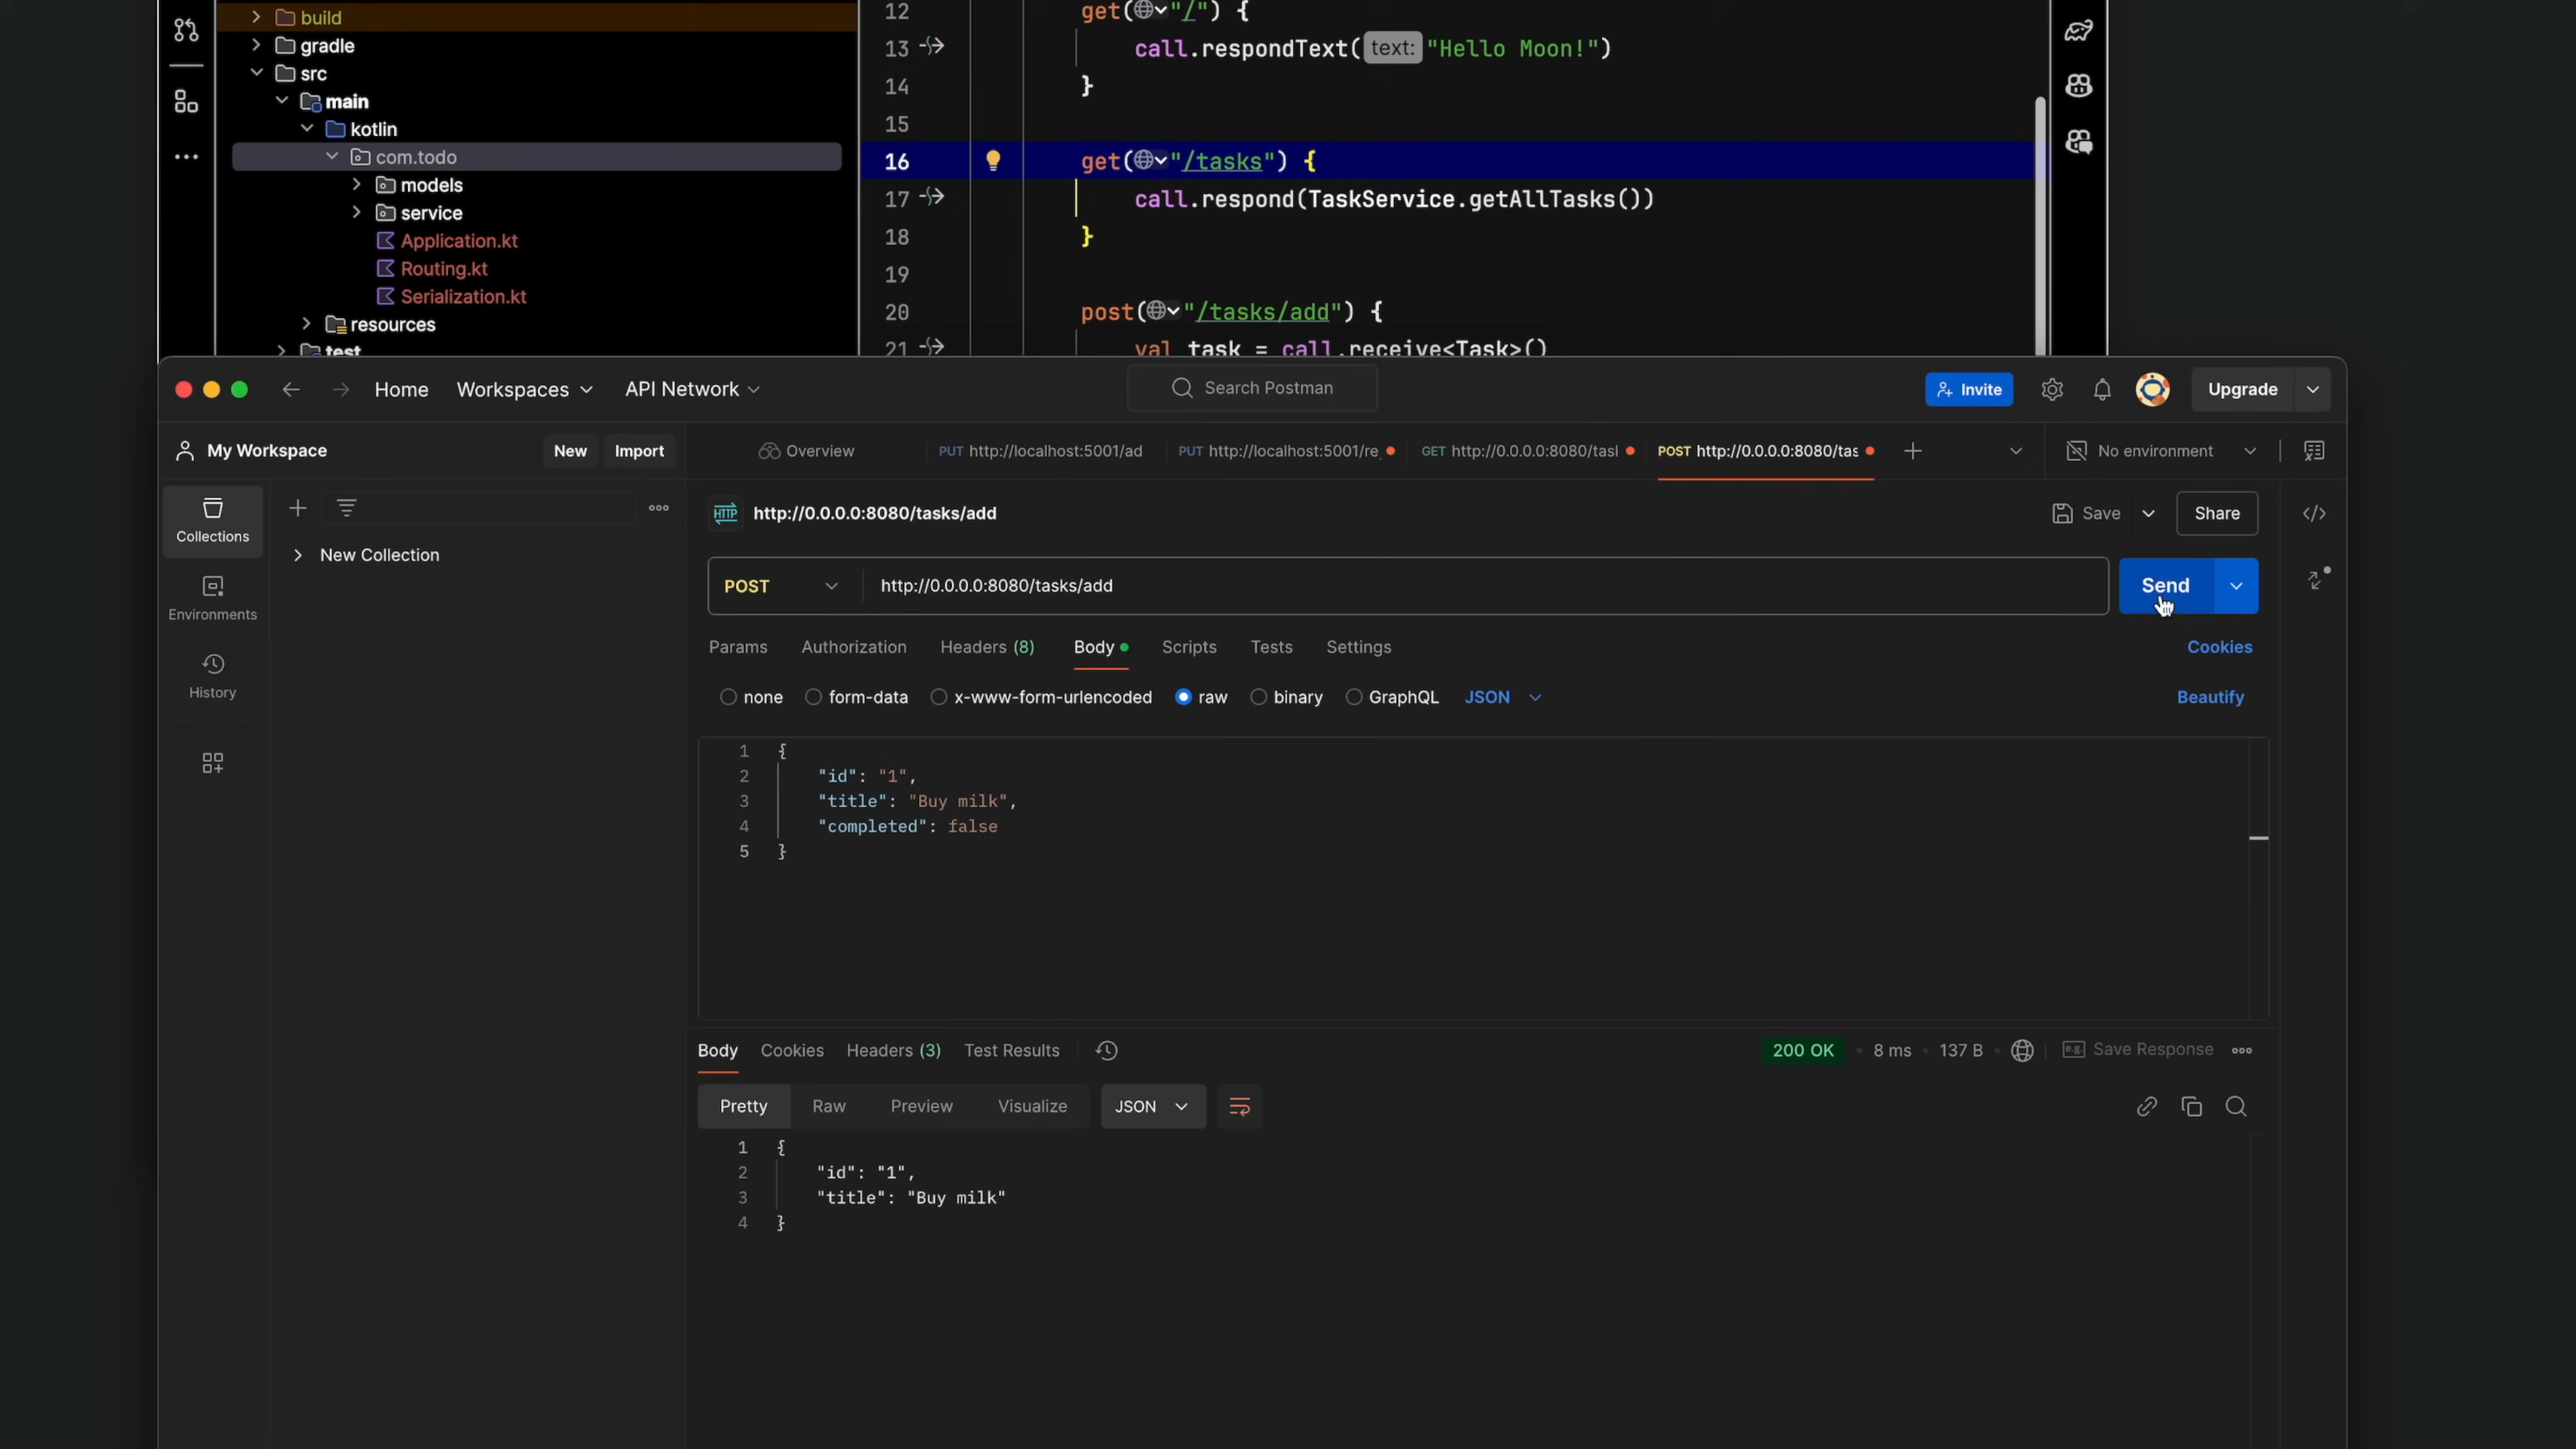 build
gradle
src
main
kotlin
com.todo
models
service
Application.kt
Routing.kt
Serialization.kt
resources
test
12 get("/") {
13 call.respondText( text: "Hello Moon!")
14 }
15
16 get("/tasks") {
17 call.respond(TaskService.getAllTasks())
18 }
19
20 post("/tasks/add") {
21 val task = call.receive<Task>()
Home Workspaces API Network Search Postman Invite Upgrade
My Workspace New Import Overview PUT http://localhost:5001/ad PUT http://localhost:5001/re GET http://0.0.0.0:8080/tasl POST http://0.0.0.0:8080/tas No environment
Collections
New Collection
Environments
History
HTTP http://0.0.0.0:8080/tasks/add Save Share
POST http://0.0.0.0:8080/tasks/add Send
Params Authorization Headers (8) Body Scripts Tests Settings Cookies
none form-data x-www-form-urlencoded raw binary GraphQL JSON Beautify
1 {
2 "id": "1",
3 "title": "Buy milk",
4 "completed": false
5 }
Body Cookies Headers (3) Test Results 200 OK 8 ms 137 B e.g. Save Response
Pretty Raw Preview Visualize JSON
1 {
2 "id": "1",
3 "title": "Buy milk"
4 }